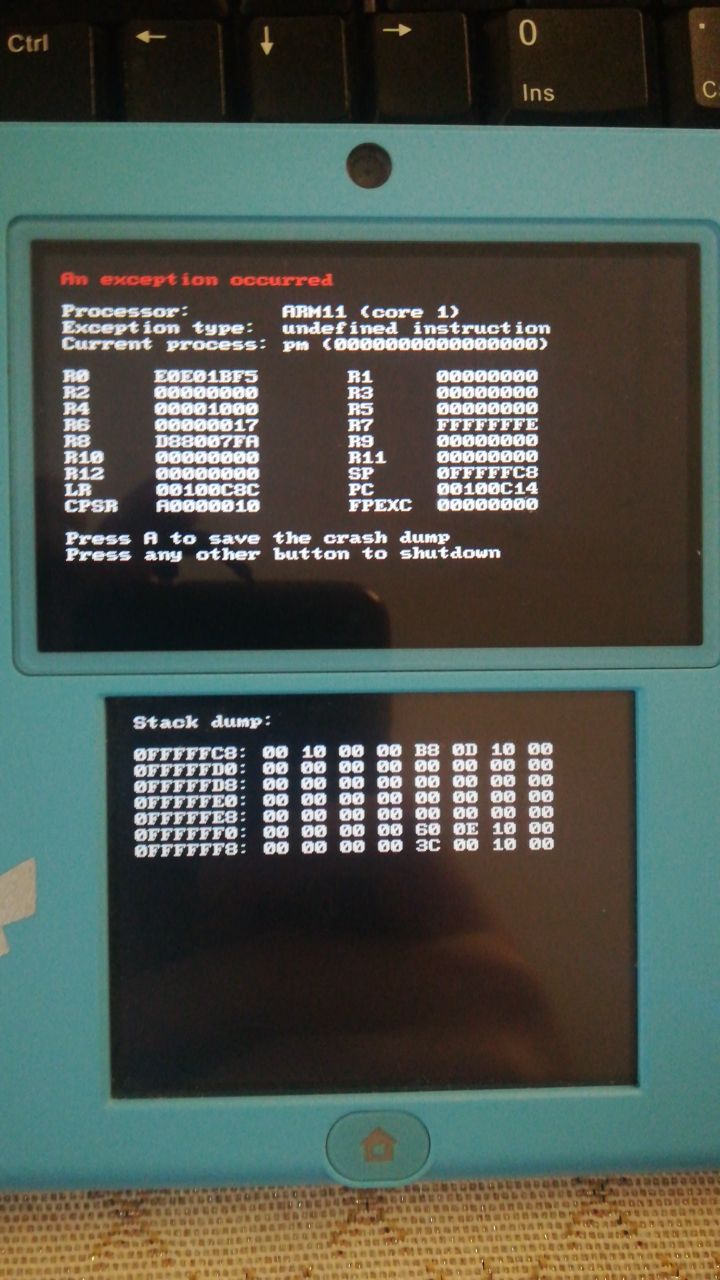 Ctrl ← ↓ → 0
Ins
An exception occurred
Processor: ARM11 (core 1)
Exception type: undefined instruction
Current process: pm (0000000000000000)
R0 E0E01BF5 R1 00000000
R2 00000000 R3 00000000
R4 00001000 R5 00000000
R6 00000017 R7 FFFFFFFE
R8 D88007FA R9 00000000
R10 00000000 R11 00000000
R12 00000000 SP 0FFFFFC8
LR 00100C8C PC 00100C14
CPSR A0000010 FPEXC 00000000
Press A to save the crash dump
Press any other button to shutdown
Stack dump:
0FFFFFC8: 00 10 00 00 B8 0D 10 00
0FFFFFD0: 00 00 00 00 00 00 00 00
0FFFFFD8: 00 00 00 00 00 00 00 00
0FFFFFE0: 00 00 00 00 00 00 00 00
0FFFFFE8: 00 00 00 00 00 00 00 00
0FFFFFF0: 00 00 00 00 60 0E 10 00
0FFFFFF8: 00 00 00 00 3C 00 10 00